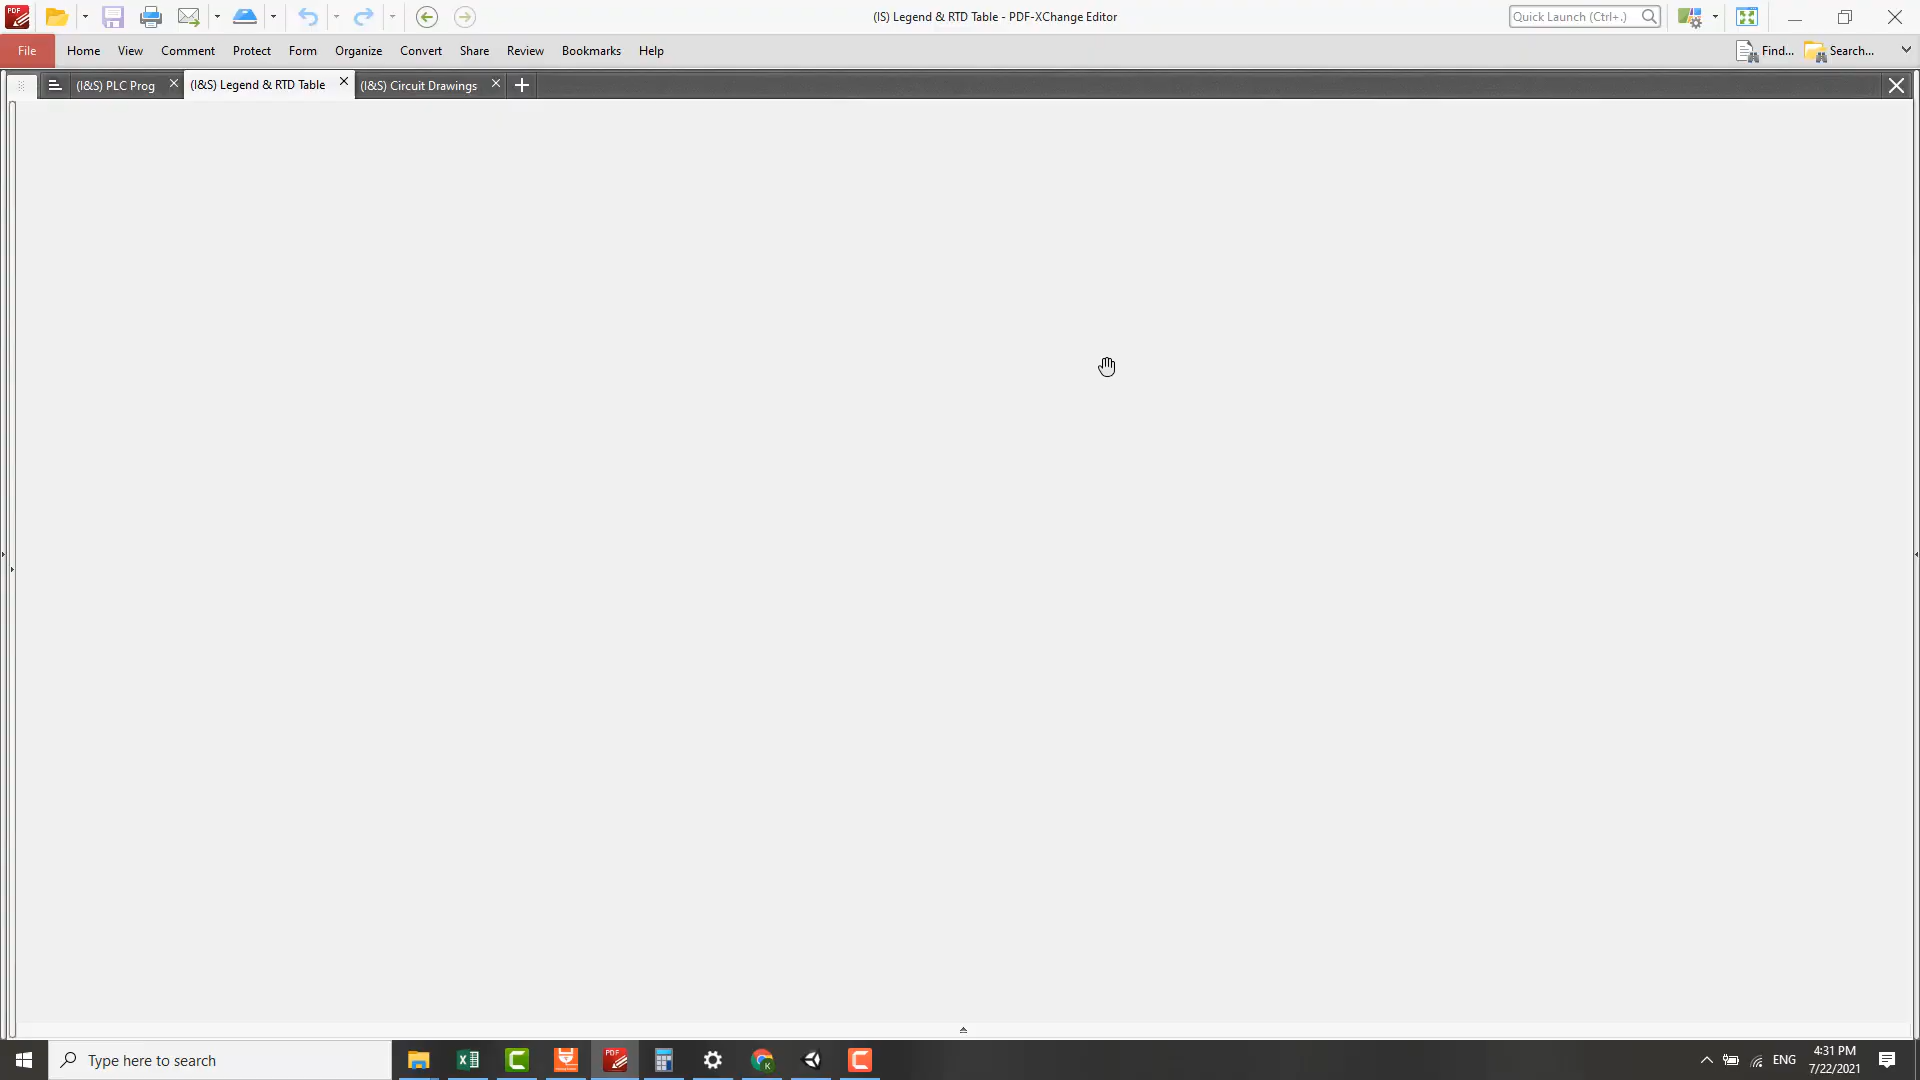 (IS) Legend & RTD Table - PDF-XChange Editor
Quick Launch (Ctrl+.)
File Home View Comment Protect Form Organize Convert Share Review Bookmarks Help
Find... Search...
(I&S) PLC Prog (I&S) Legend & RTD Table (I&S) Circuit Drawings
Type here to search
ENG
4:31 PM
7/22/2021